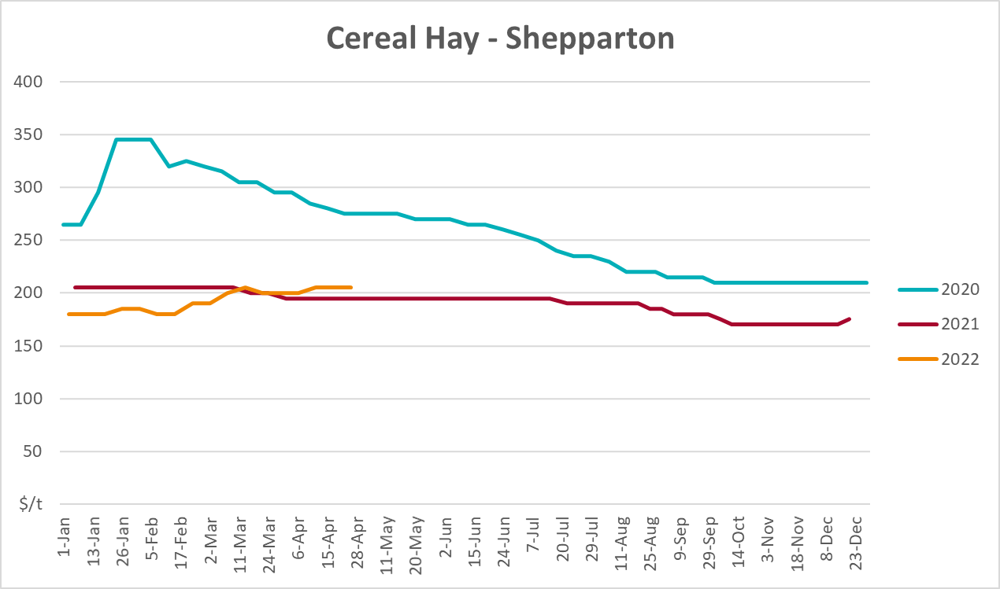 Cereal Hay - Shepparton
400
350
300
250
200
150
100
50
$/t
1-Jan
13-Jan
26-Jan
5-Feb
17-Feb
2-Mar
11-Mar
24-Mar
6-Apr
15-Apr
28-Apr
11-May
20-May
2-Jun
15-Jun
24-Jun
7-Jul
20-Jul
29-Jul
11-Aug
25-Aug
9-Sep
29-Sep
14-Oct
3-Nov
18-Nov
8-Dec
23-Dec
2020
2021
2022